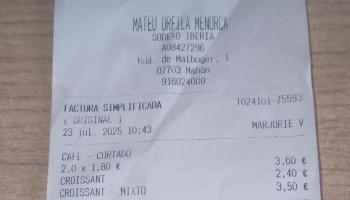 MATEU ORFILA MENORCA
SODEXO IBERIA
A08427296
Rda. de Malbúger, 1
07703 Mahón
916024000
FACTURA SIMPLIFICADA T024101-75593
( ORIGINAL )
23 jul. 2025 10:43 MARJORIE V
CAFE - CORTADO
2,0 x 1,80 € 3,60 €
CROISSANT 2,40 €
CROISSANT - MIXTO 3,50 €